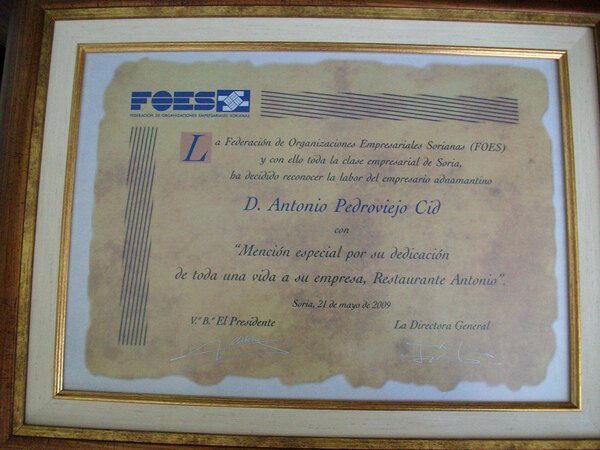 FOES
FEDERACIÓN DE ORGANIZACIONES EMPRESARIALES SORIANAS
La Federación de Organizaciones Empresariales Sorianas (FOES)
y con ello toda la clase empresarial de Soria,
ha decidido reconocer la labor del empresario adnamantino
D. Antonio Pedroviejo Cid
con
“Mención especial por su dedicación
de toda una vida a su empresa, Restaurante Antonio”.
Soria, 21 de mayo de 2009
V.º B.º El Presidente
La Directora General